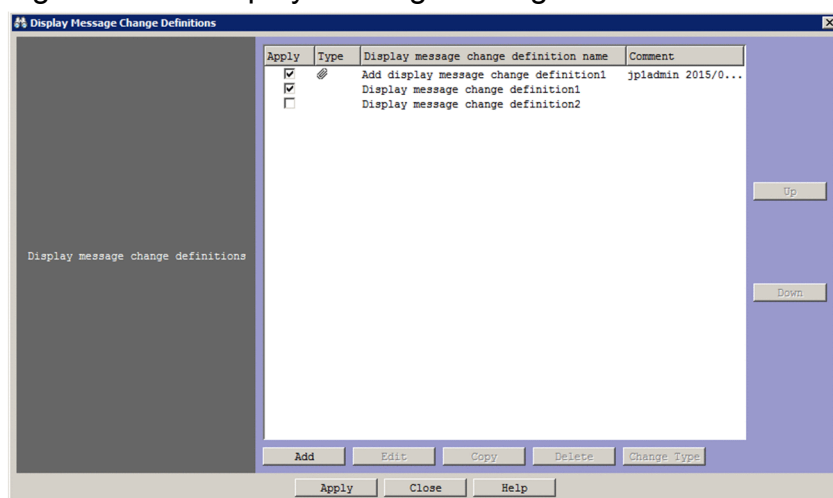 Display Message Change Definitions
Apply Type Display message change definition name Comment
Add display message change definition1 jp1admin 2015/0...
Display message change definition1
Display message change definition2
Up
Display message change definitions
Down
Add Edit Copy Delete Change Type
Apply Close Help